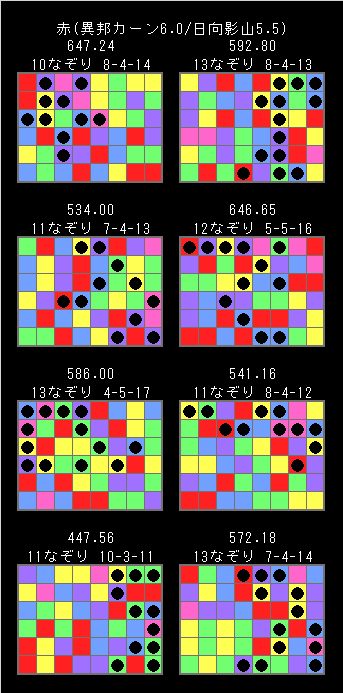 赤(異邦カーン6.0/日向影山5.5)
647.24
10なぞり 8-4-14
592.80
13なぞり 8-4-13
534.00
11なぞり 7-4-13
646.65
12なぞり 5-5-16
586.00
13なぞり 4-5-17
541.16
11なぞり 8-4-12
447.56
11なぞり 10-3-11
572.18
13なぞり 7-4-14